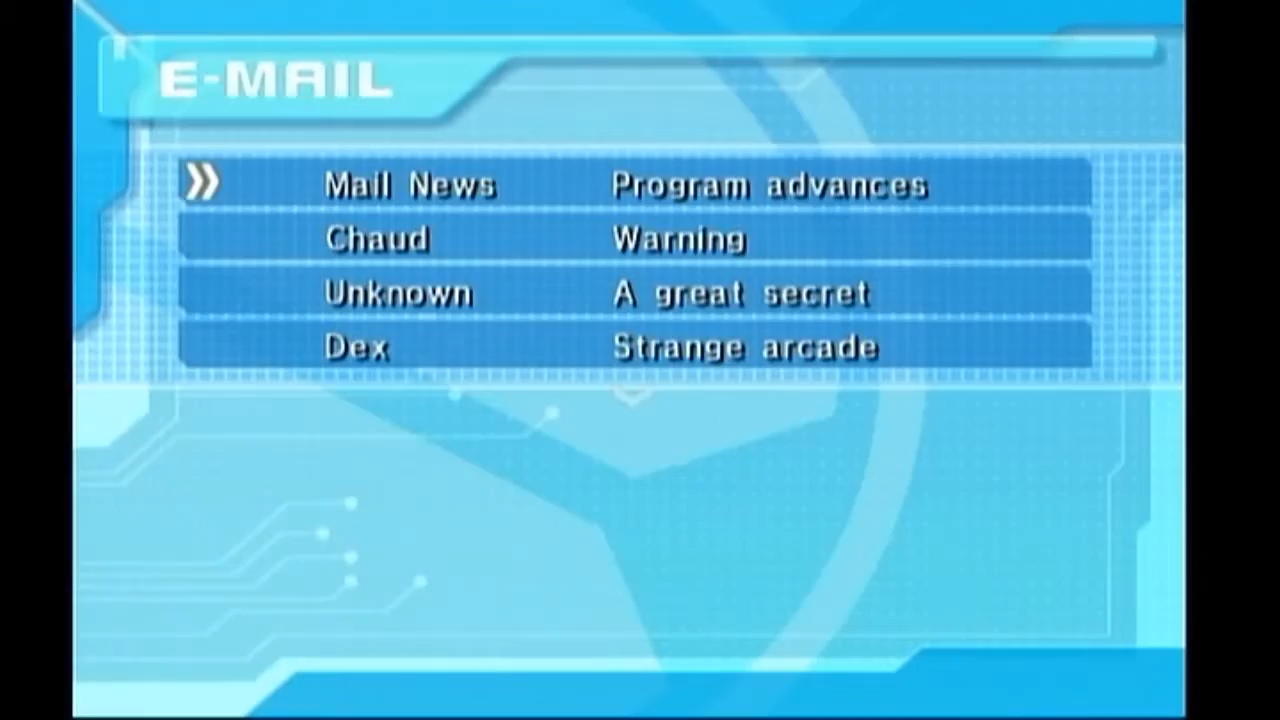 E-MAIL
Mail News Program advances
Chaud Warning
Unknown A great secret
Dex Strange arcade